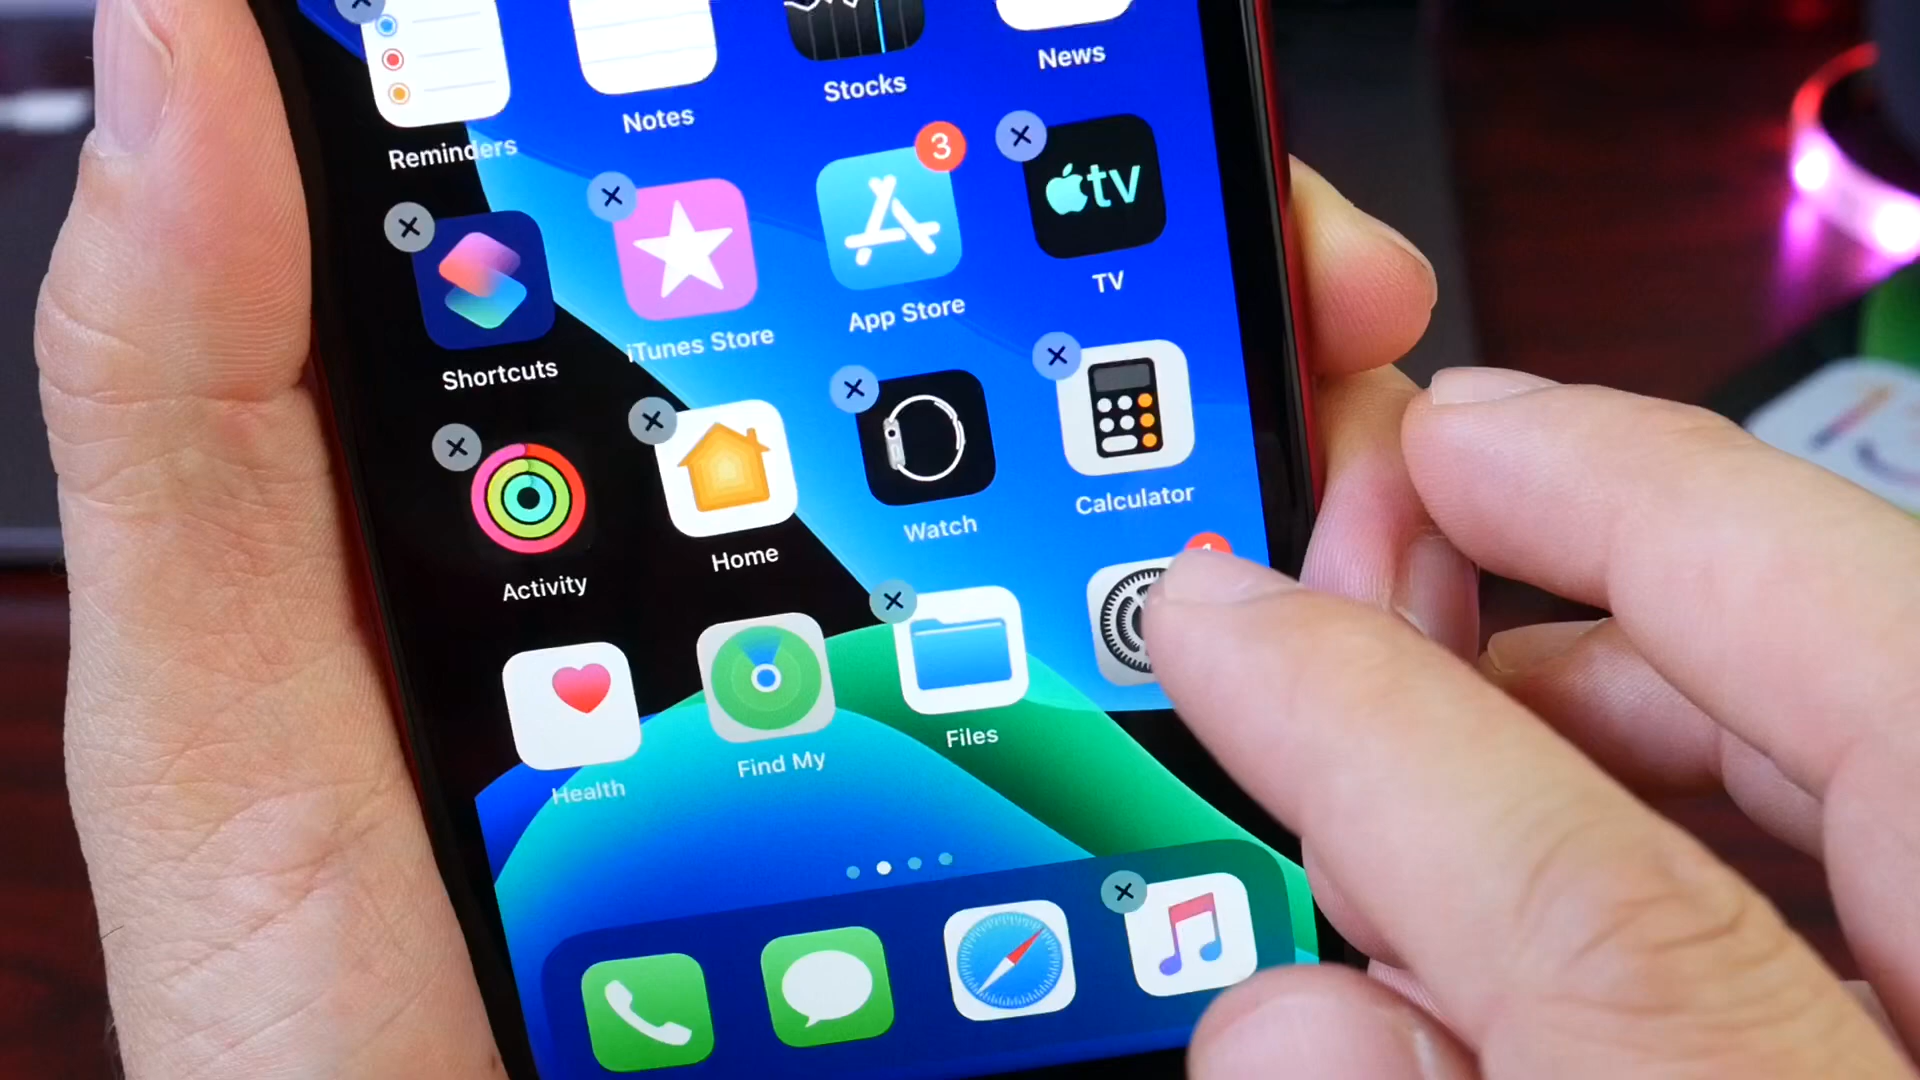 Reminders
Notes
Stocks
News
Shortcuts
iTunes Store
3
App Store
tv
TV
Activity
Home
Watch
Calculator
1
Health
Find My
Files